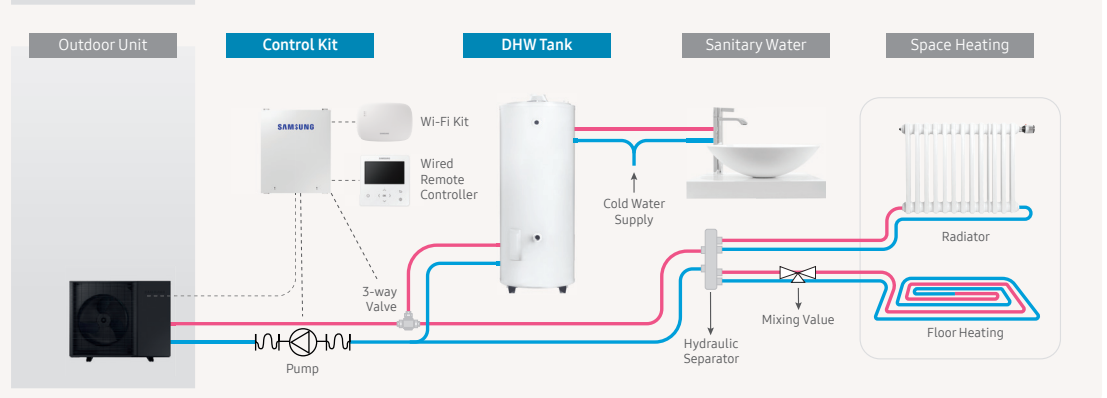 Outdoor Unit
Control Kit
DHW Tank
Sanitary Water
Space Heating
SAMSUNG
Wi-Fi Kit
Wired
Remote
Controller
Cold Water
Supply
Radiator
3-way
Valve
Mixing Value
Floor Heating
Hydraulic
Separator
Pump